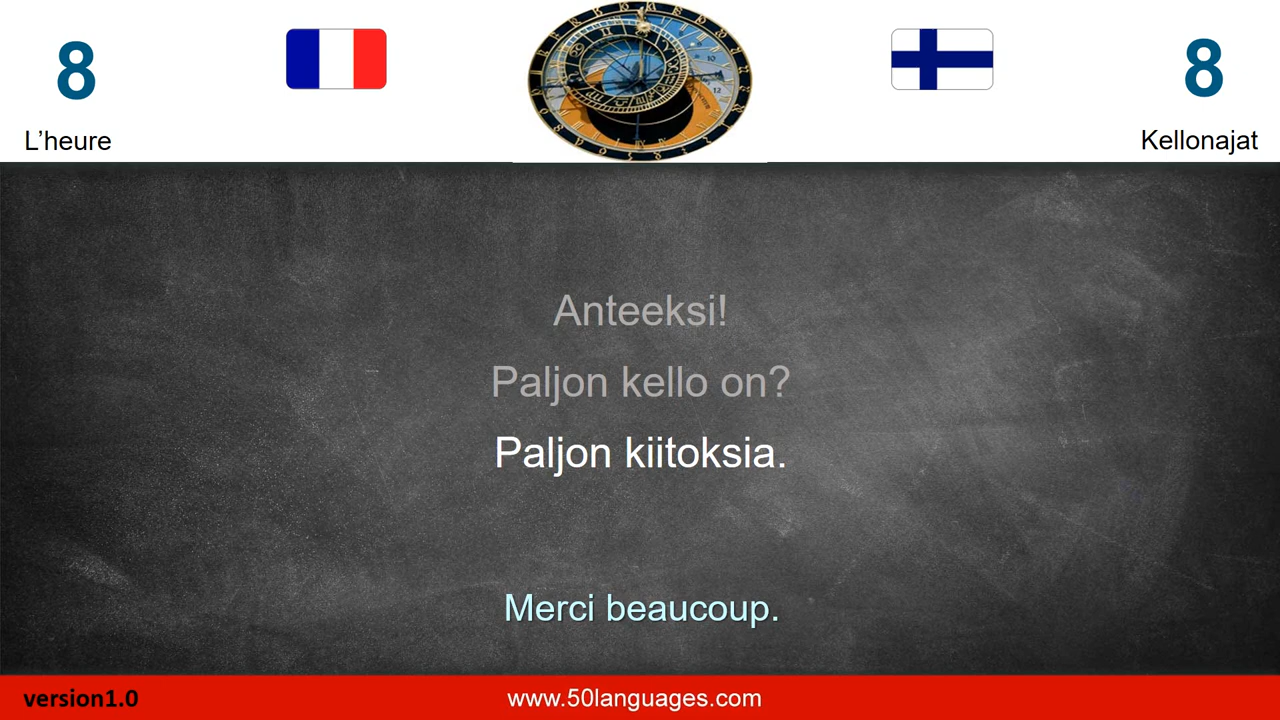 8
8
L’heure
Kellonajat
Anteeksi!
Paljon kello on?
Paljon kiitoksia.
Merci beaucoup.
version1.0
www.50languages.com